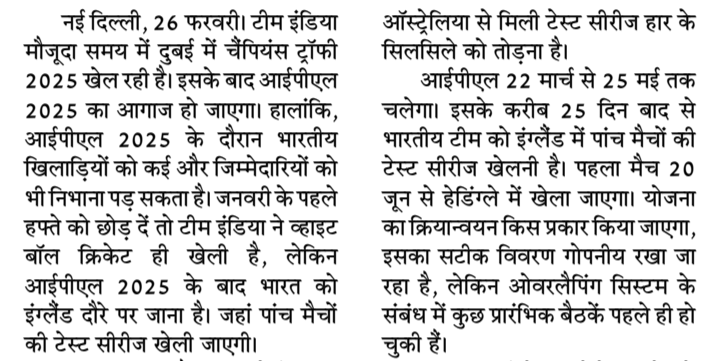 नई दिल्ली, 26 फरवरी। टीम इंडिया
मौजूदा समय में दुबई में चैंपियंस ट्रॉफी
2025 खेल रही है। इसके बाद आईपीएल
2025 का आगाज हो जाएगा। हालांकि,
आईपीएल 2025 के दौरान भारतीय
खिलाड़ियों को कई और जिम्मेदारियों को
भी निभाना पड़ सकता है। जनवरी के पहले
हफ्ते को छोड़ दें तो टीम इंडिया ने व्हाइट
बॉल क्रिकेट ही खेली है, लेकिन
आईपीएल 2025 के बाद भारत को
इंग्लैंड दौरे पर जाना है। जहां पांच मैचों
की टेस्ट सीरीज खेली जाएगी।
ऑस्ट्रेलिया से मिली टेस्ट सीरीज हार के
सिलसिले को तोड़ना है।
आईपीएल 22 मार्च से 25 मई तक
चलेगा। इसके करीब 25 दिन बाद से
भारतीय टीम को इंग्लैंड में पांच मैचों की
टेस्ट सीरीज खेलनी है। पहला मैच 20
जून से हेडिंग्ले में खेला जाएगा। योजना
का क्रियान्वयन किस प्रकार किया जाएगा,
इसका सटीक विवरण गोपनीय रखा जा
रहा है, लेकिन ओवरलैपिंग सिस्टम के
संबंध में कुछ प्रारंभिक बैठकें पहले ही हो
चुकी हैं।